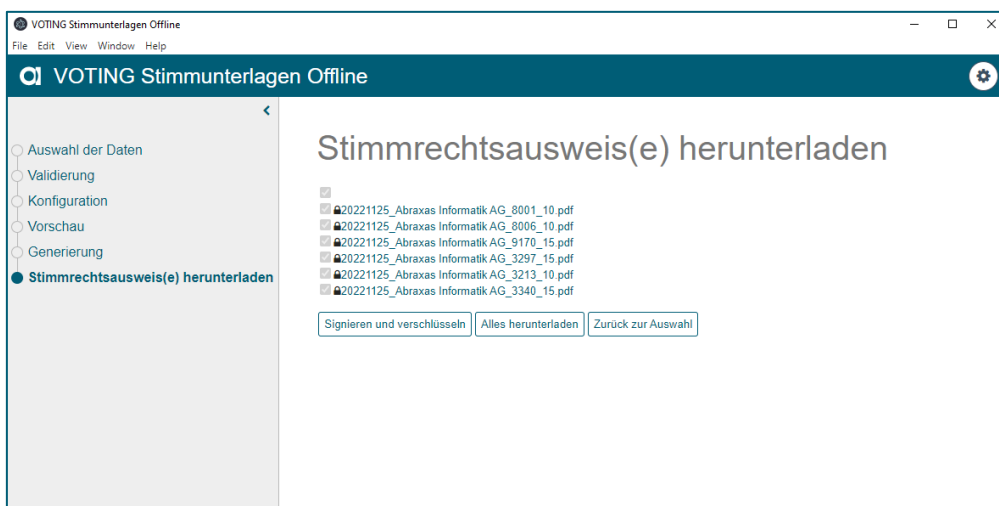 VOTING Stimmunterlagen Offline
File Edit View Window Help
VOTING Stimmunterlagen Offline
Auswahl der Daten
Validierung
Konfiguration
Vorschau
Generierung
Stimmrechtsausweis(e) herunterladen
Stimmrechtsausweis(e) herunterladen
20221125_Abraxas Informatik AG_8001_10.pdf
20221125_Abraxas Informatik AG_8006_10.pdf
20221125_Abraxas Informatik AG_9170_15.pdf
20221125_Abraxas Informatik AG_3297_15.pdf
20221125_Abraxas Informatik AG_3213_10.pdf
20221125_Abraxas Informatik AG_3340_15.pdf
Signieren und verschlüsseln Alles herunterladen Zurück zur Auswahl